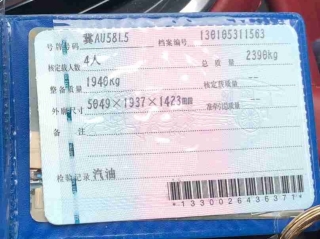 号牌号码 冀AU58L5 档案编号 130105311563
核定载人数 4人 总质量 2390kg
整备质量 1940kg 核定载质量 --
外廓尺寸 5049×1937×1423mm 准牵引总质量 --
备注
检验记录 汽油
*1330026436371*